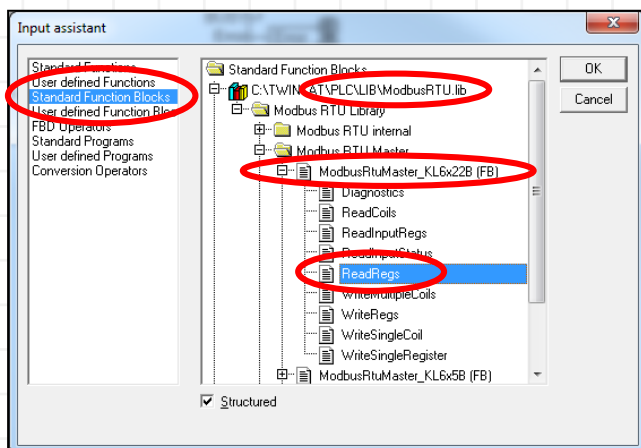 Input assistant
Standard Functions
User defined Functions
Standard Function Blocks
User defined Function Bloc
FBD Operators
Standard Programs
User defined Programs
Conversion Operators
Standard Function Blocks
C:\TWINCAT\PLC\LIB\ModbusRTU.lib
Modbus RTU Library
Modbus RTU internal
Modbus RTU Master
ModbusRtuMaster_KL6x22B (FB)
Diagnostics
ReadCoils
ReadInputRegs
ReadInputStatus
ReadRegs
WriteMultipleCoils
WriteRegs
WriteSingleCoil
WriteSingleRegister
ModbusRtuMaster_KL6x5B (FB)
Structured
OK
Cancel